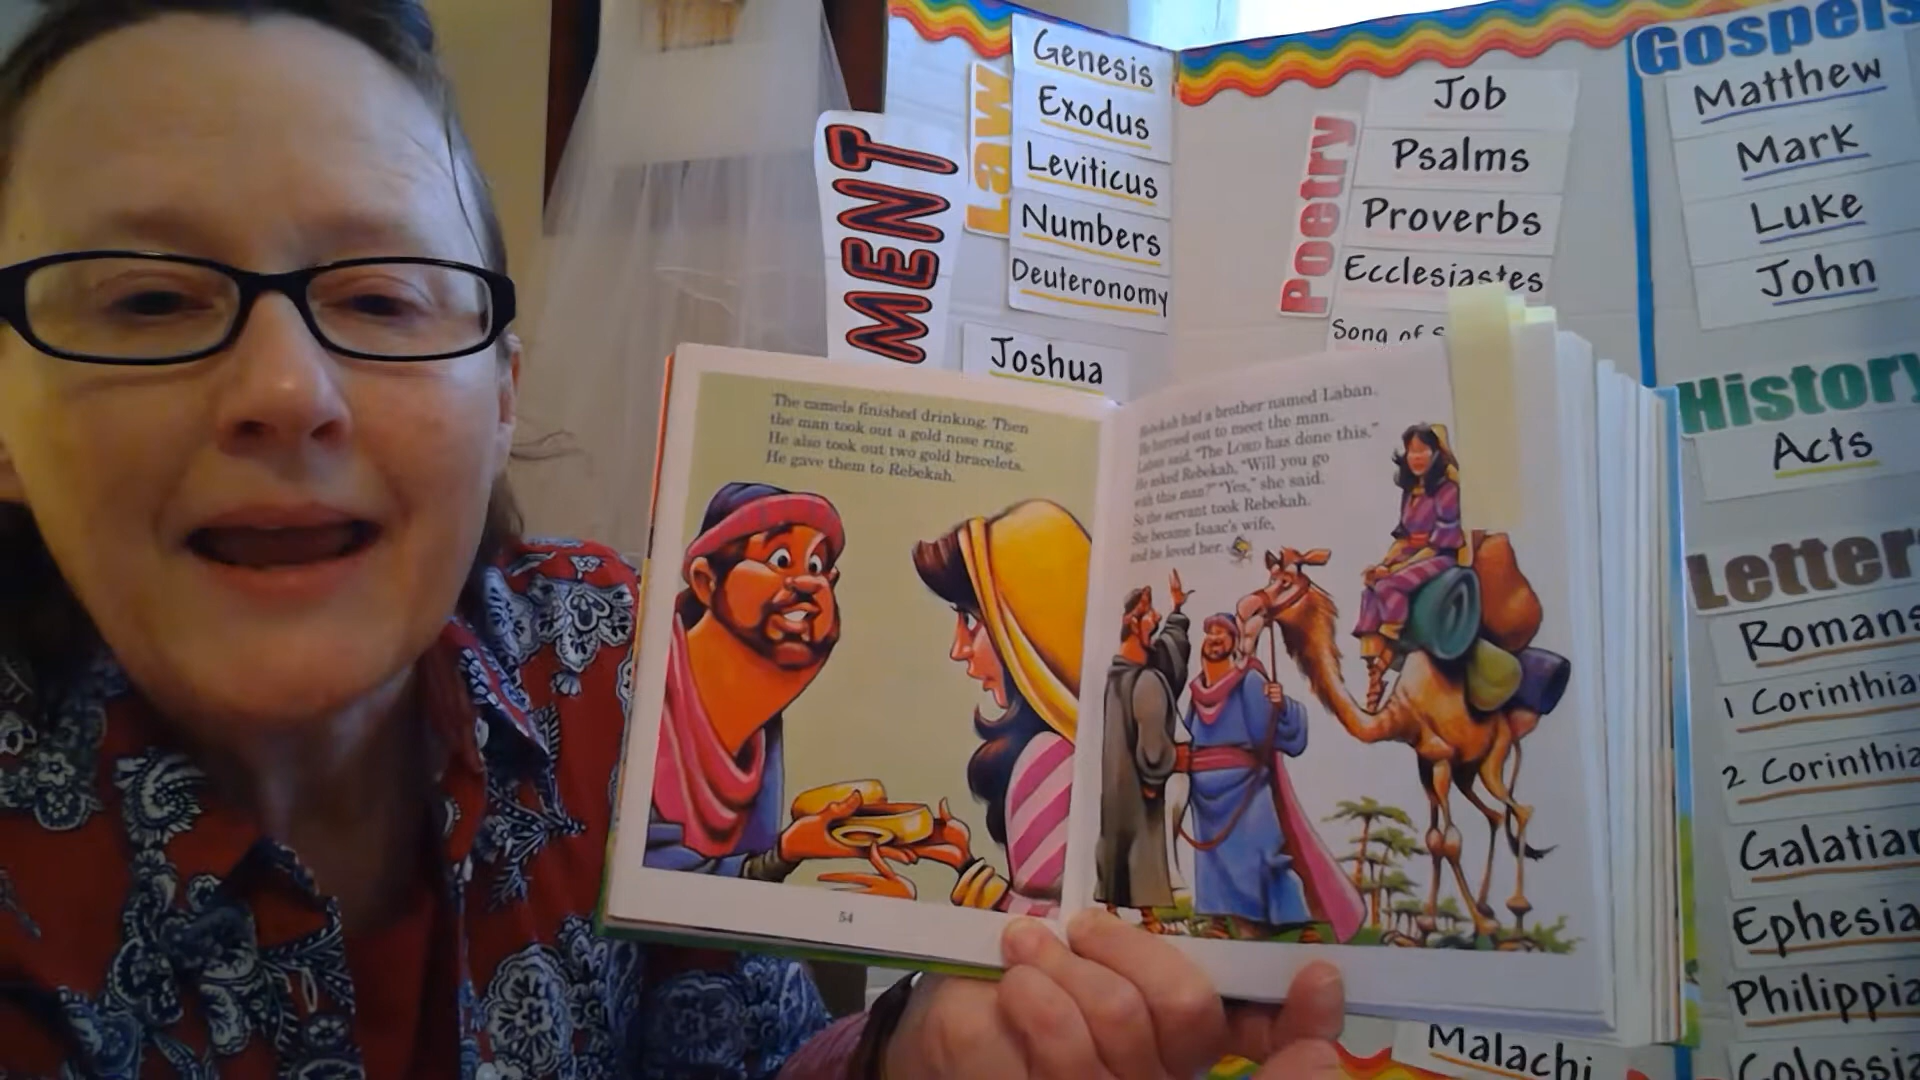 MENT
Law
Genesis
Exodus
Leviticus
Numbers
Deuteronomy
Joshua
Poetry
Job
Psalms
Proverbs
Ecclesiastes
Song of S
Malachi
Gospels
Matthew
Mark
Luke
John
History
Acts
Letter
Romans
1 Corinthia
2 Corinthia
Galatian
Ephesia
Philippia
Colossia
The camels finished drinking. Then
the man took out a gold nose ring.
He also took out two gold bracelets.
He gave them to Rebekah.
54
Rebekah had a brother named Laban.
He hurried out to meet the man.
Laban said, "The LORD has done this."
He asked Rebekah, "Will you go
with this man?" "Yes," she said.
So the servant took Rebekah.
She became Isaac's wife,
and he loved her.